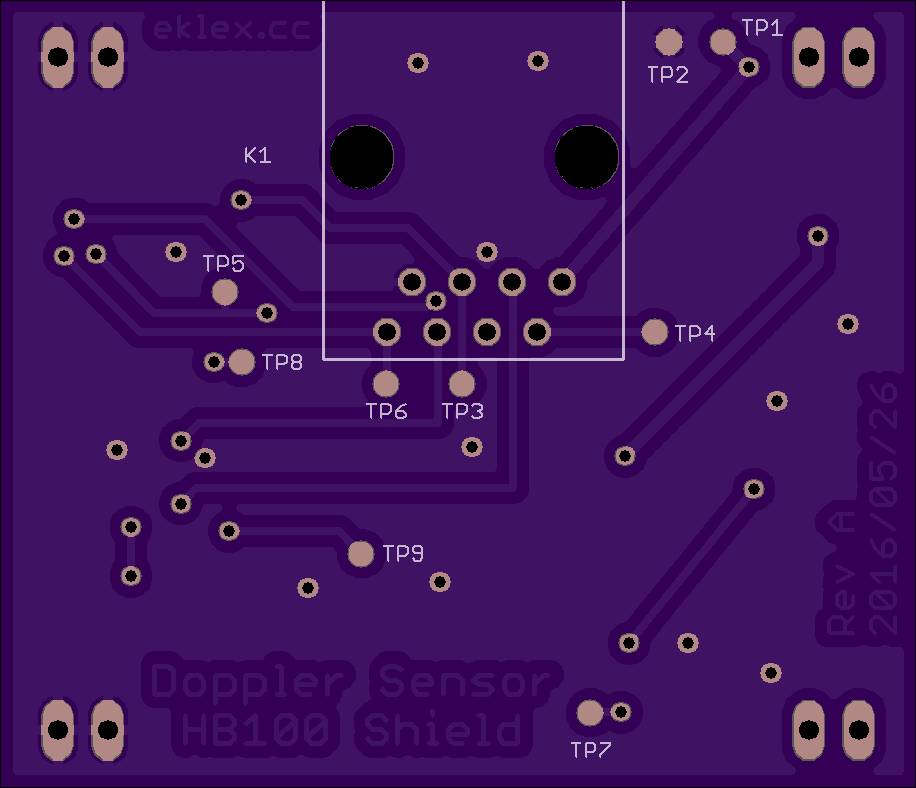 eklex.cc
TP1
TP2
K1
TP5
TP4
TP8
TP6
TP3
TP9
Rev A
2016/05/26
Doppler Sensor
HB100 Shield
TP7